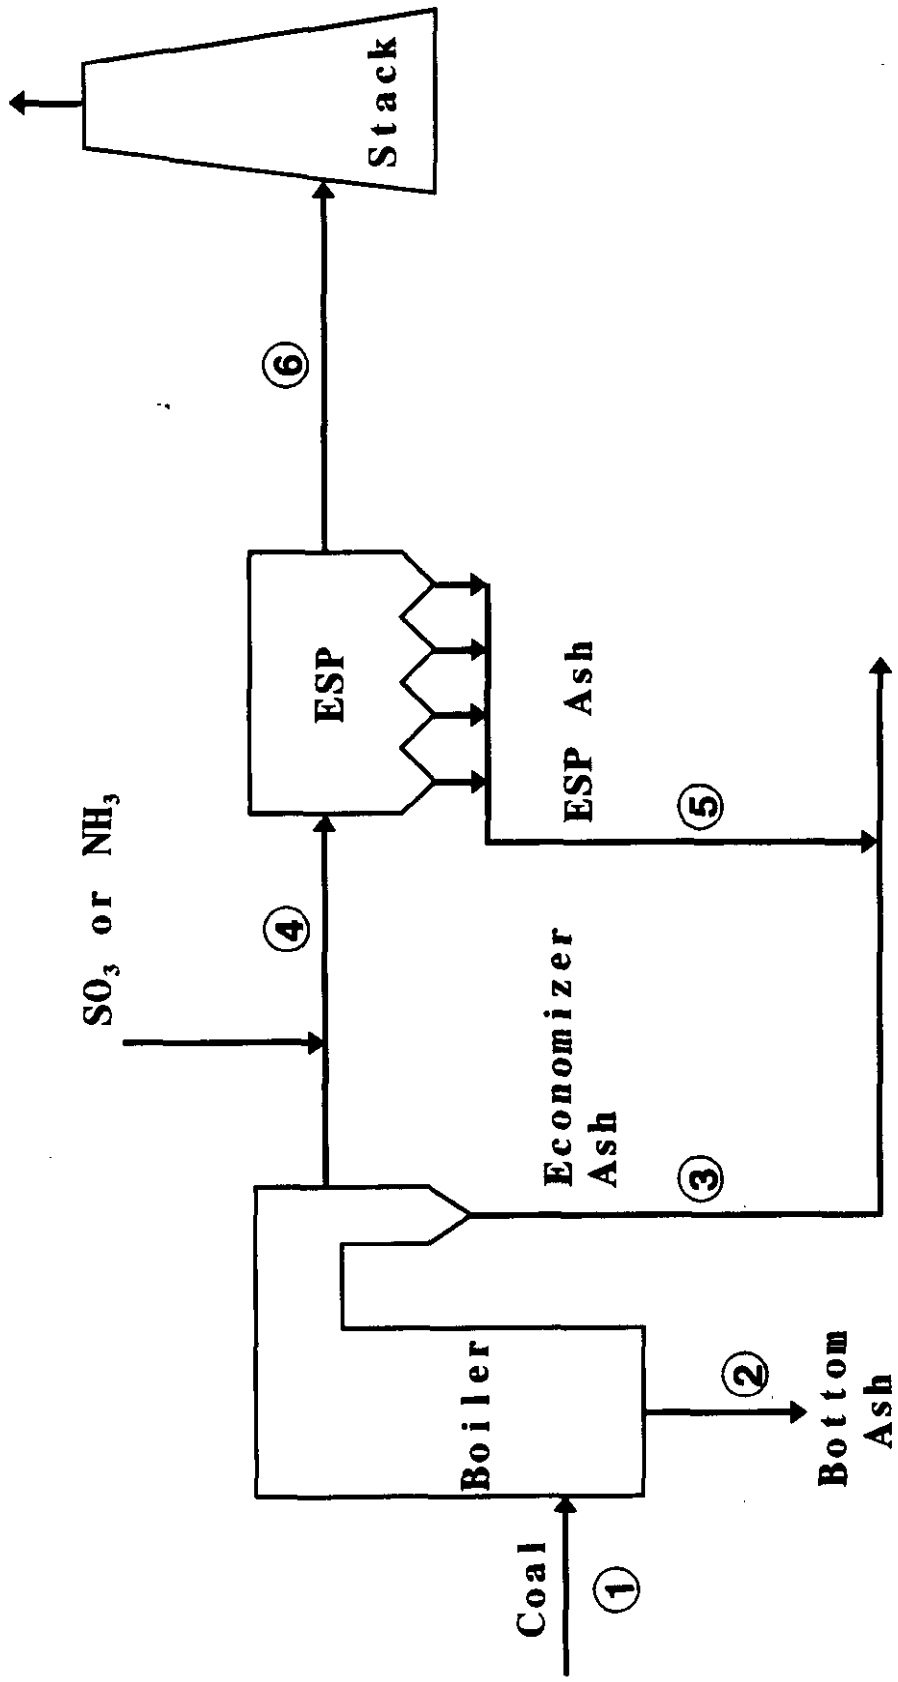 SO₃ or NH₃
Stack
④
⑥
ESP
Boiler
Coal
①
Economizer
Ash
ESP Ash
③
⑤
②
Bottom
Ash